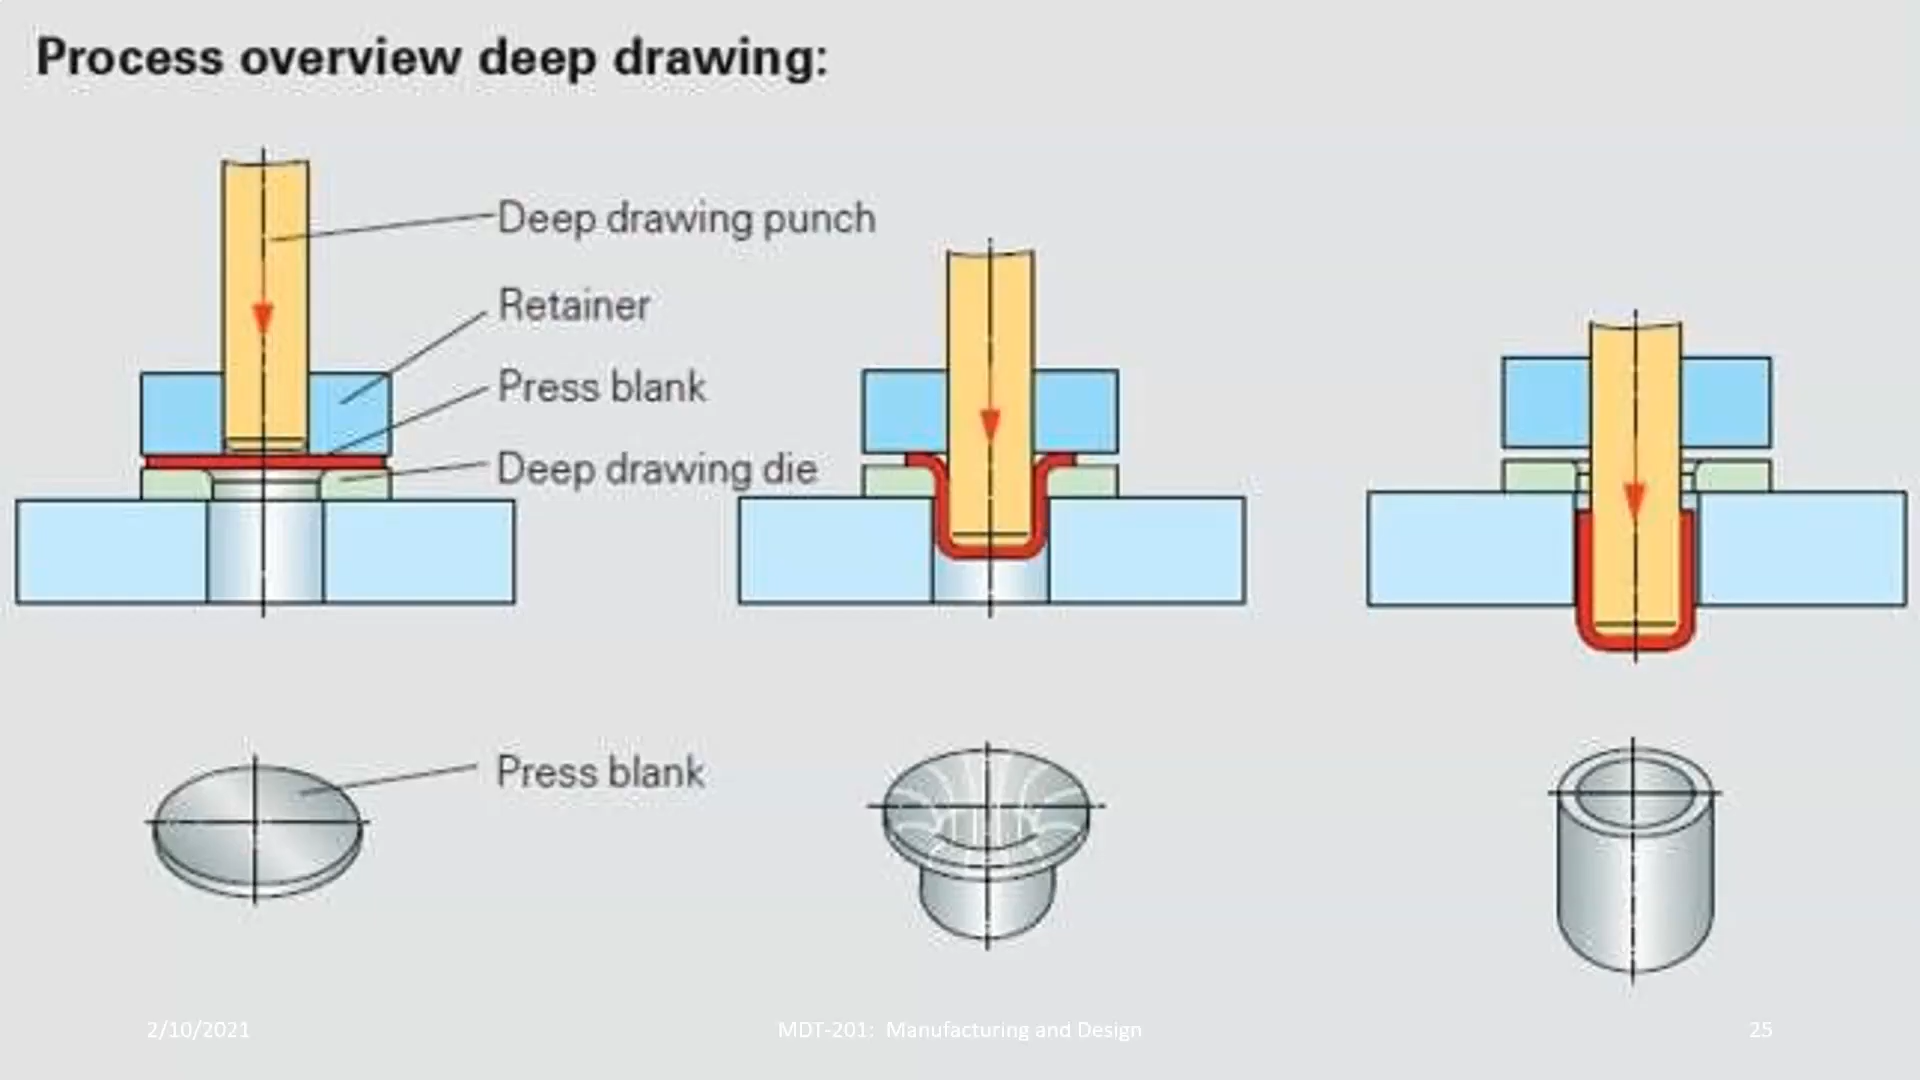 Process overview deep drawing:
Deep drawing punch
Retainer
Press blank
Deep drawing die
Press blank
2/10/2021
MDT-201: Manufacturing and Design
25